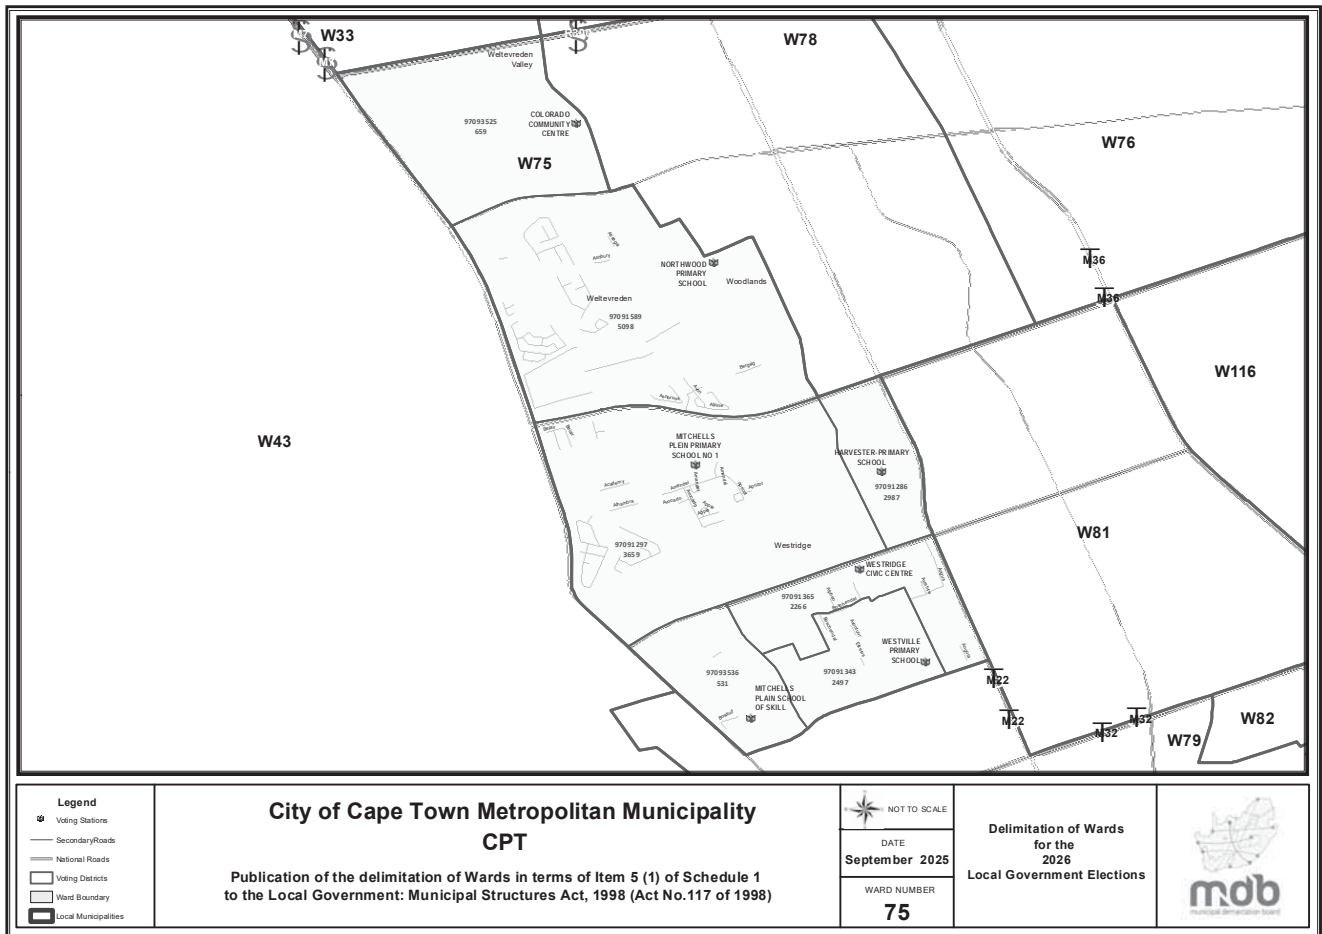 W33
W78
Weltevreden
Valley
COLORADO
COMMUNITY
CENTRE
97093525
659
W75
W76
M36
M36
NORTHWOOD
PRIMARY
SCHOOL
Woodlands
Weltevreden
97091589
5098
W116
W43
MITCHELLS
PLEIN PRIMARY
SCHOOL NO 1
HARVESTER-PRIMARY
SCHOOL
97091286
2987
Academy
Alhambra
Avocado
97091297
3659
Westridge
W81
WESTRIDGE
CIVIC CENTRE
97091365
2266
WESTVILLE
PRIMARY
SCHOOL
97091343
2497
97093536
531
MITCHELLS
PLAIN SCHOOL
OF SKILL
M22
M22
M32
M32
W79
W82
Legend
Voting Stations
SecondaryRoads
National Roads
Voting Districts
Ward Boundary
Local Municipalities
City of Cape Town Metropolitan Municipality
CPT
Publication of the delimitation of Wards in terms of Item 5 (1) of Schedule 1
to the Local Government: Municipal Structures Act, 1998 (Act No.117 of 1998)
NOT TO SCALE
DATE
September 2025
WARD NUMBER
75
Delimitation of Wards
for the
2026
Local Government Elections
mdb
municipal demarcation board